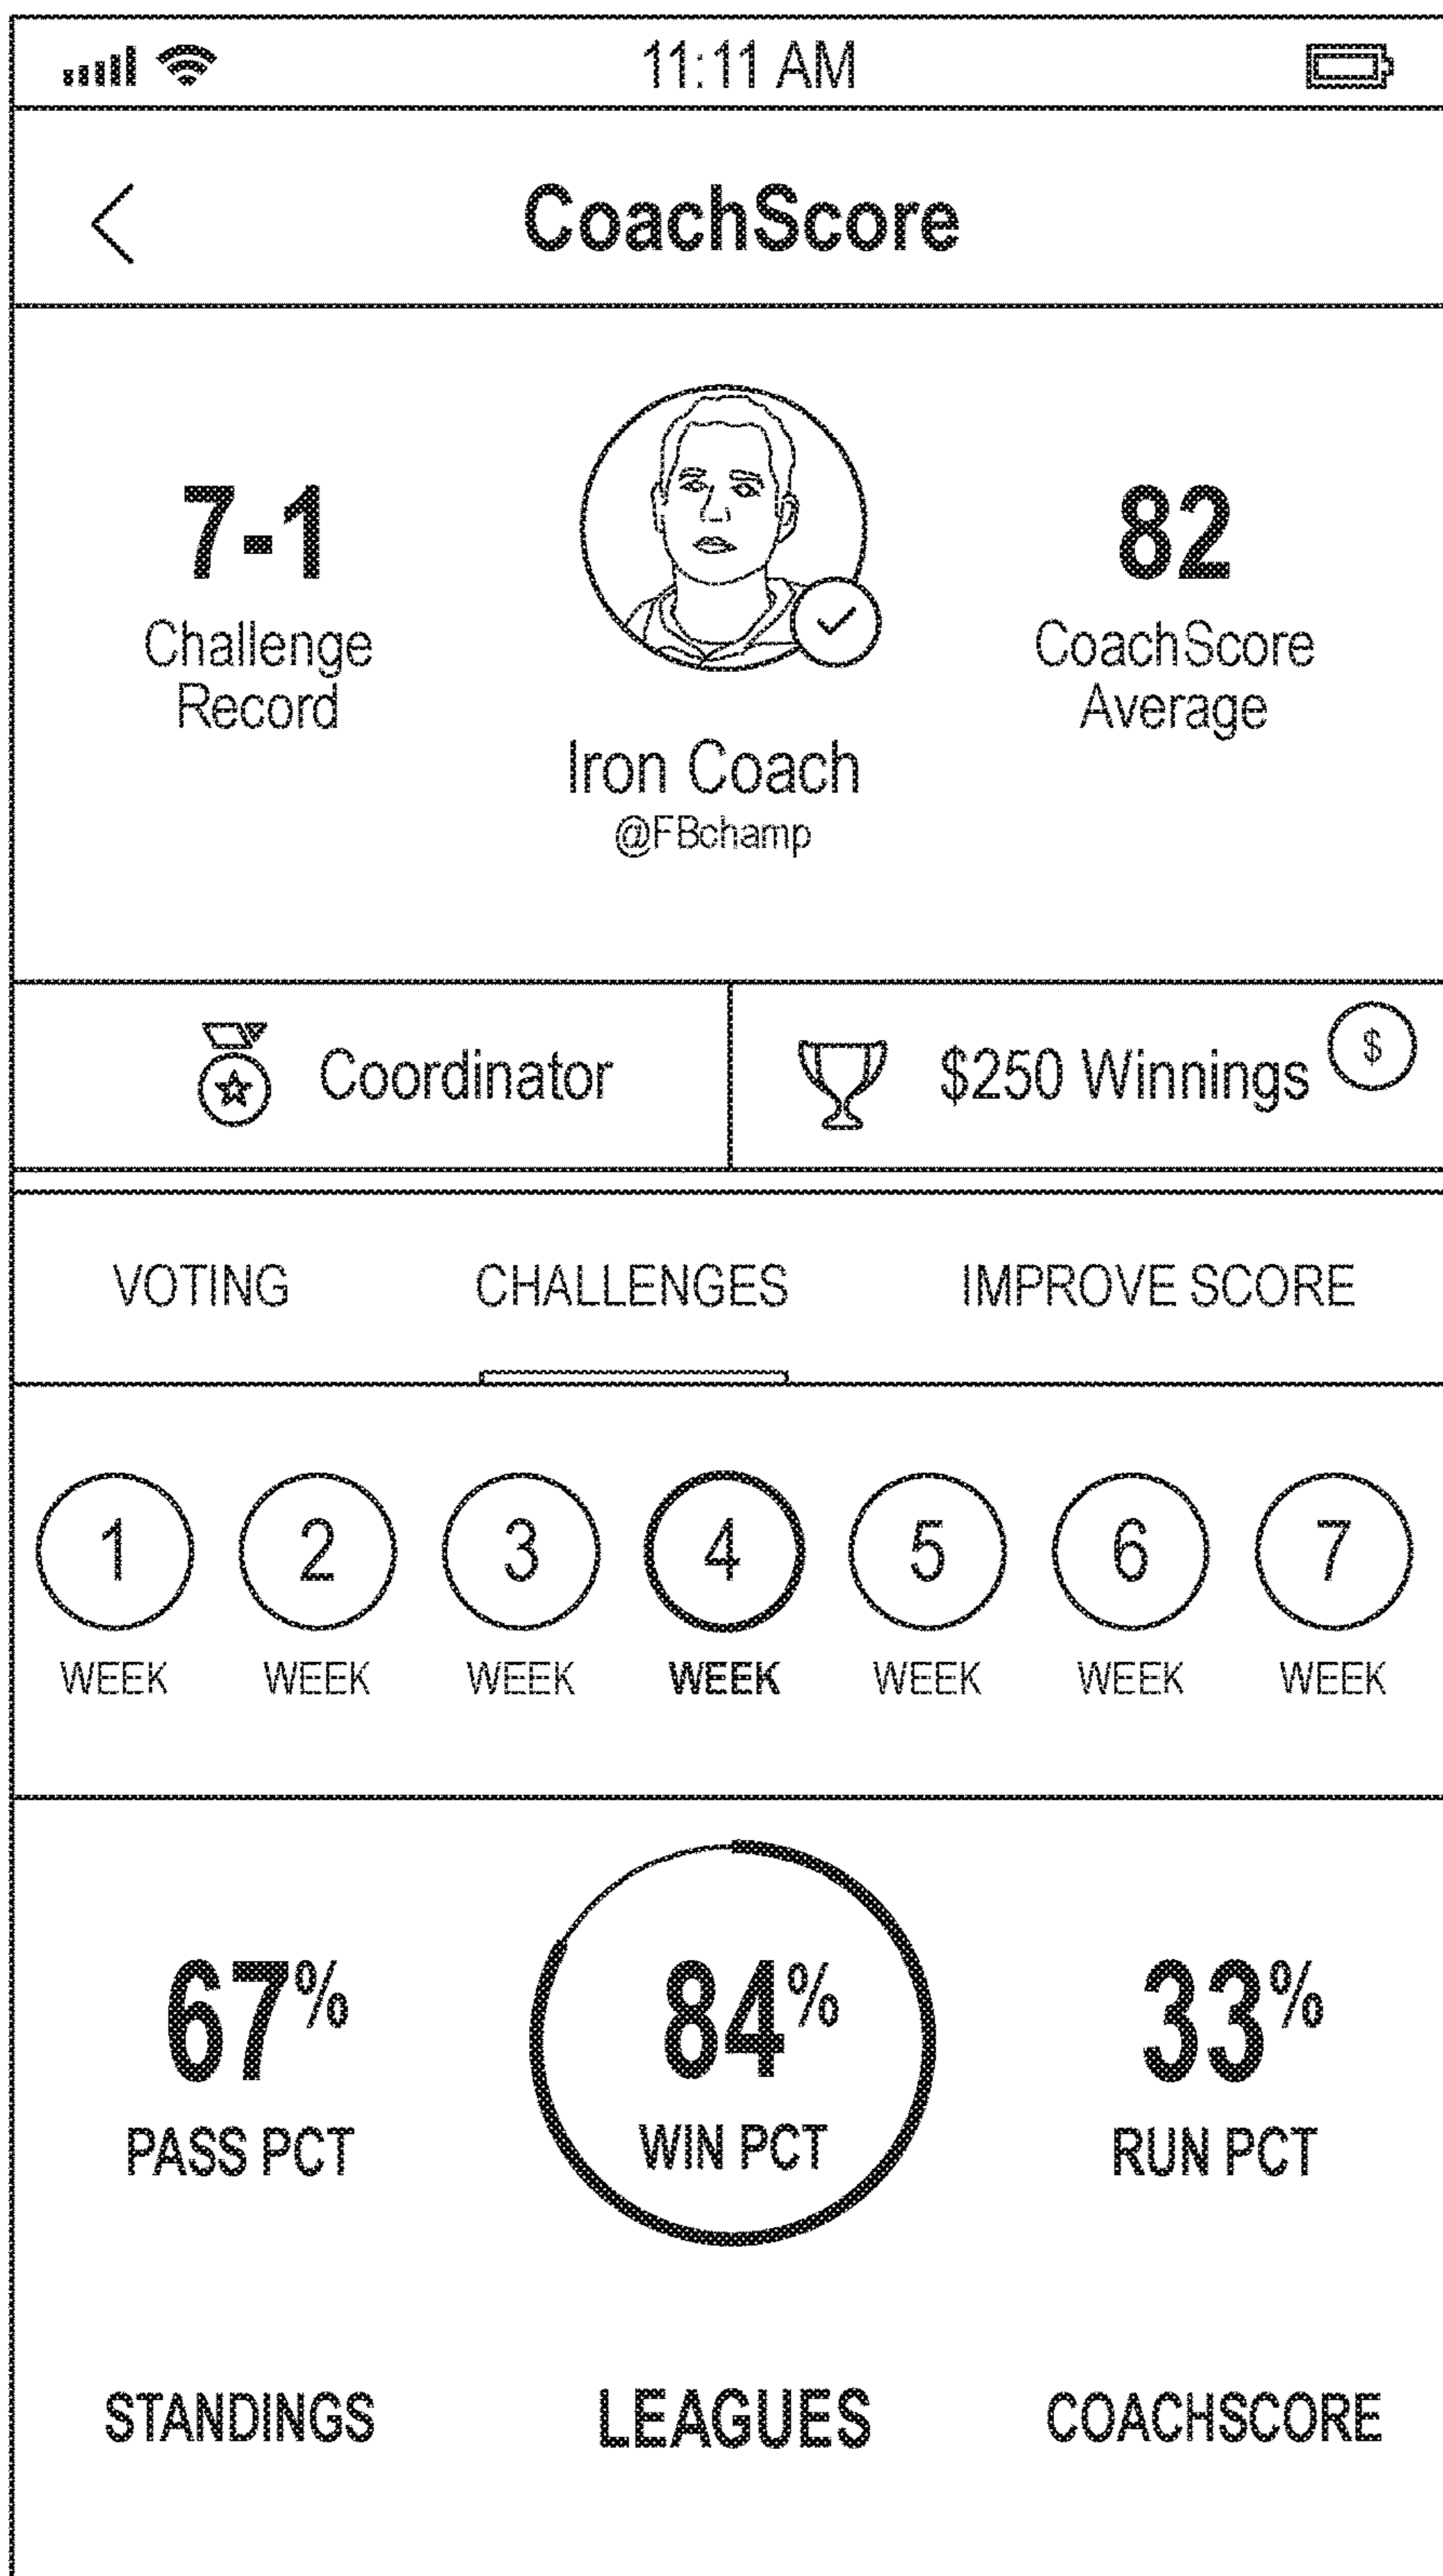 11:11 AM
CoachScore
7-1
Challenge
Record
Iron Coach
@FBchamp
82
CoachScore
Average
Coordinator
$250 Winnings
$
VOTING CHALLENGES IMPROVE SCORE
1 2 3 4 5 6 7
WEEK WEEK WEEK WEEK WEEK WEEK WEEK
67% 84% 33%
PASS PCT WIN PCT RUN PCT
STANDINGS LEAGUES COACHSCORE